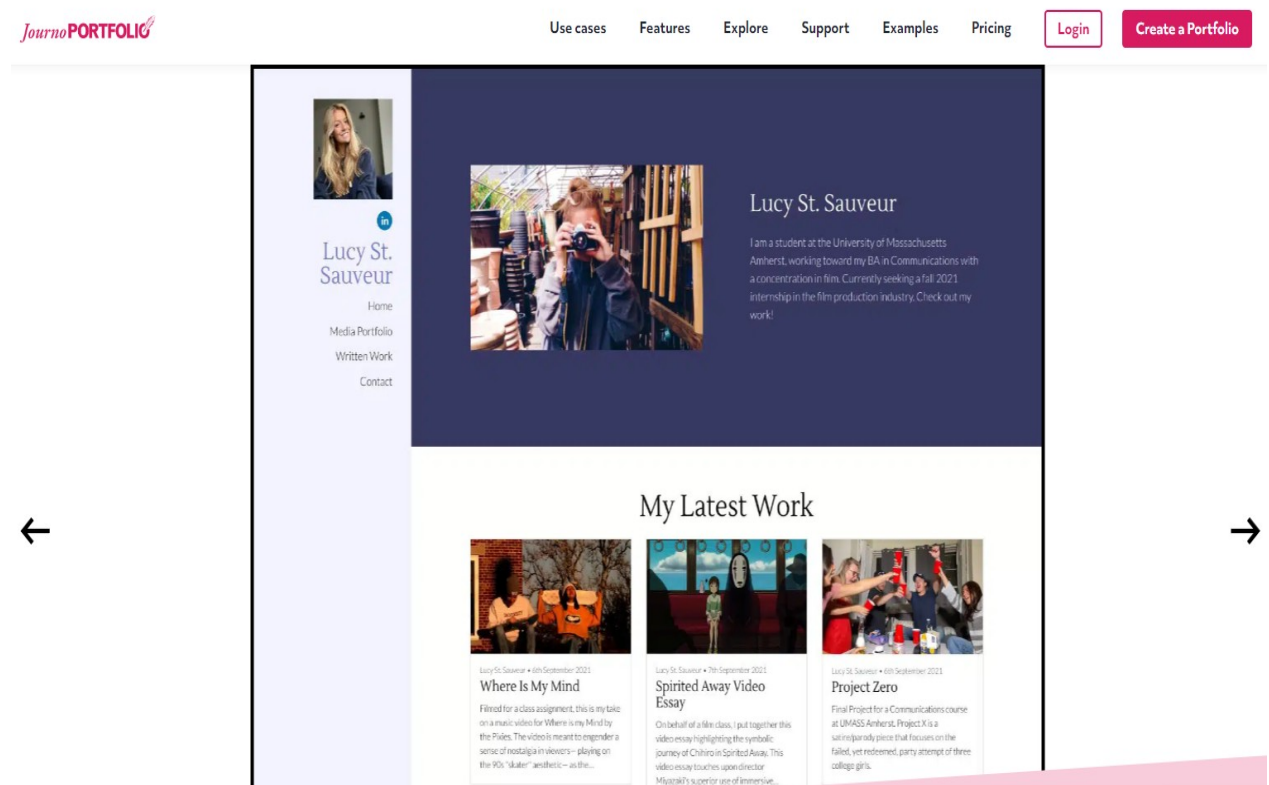 Journo PORTFOLIO
Use cases
Features
Explore
Support
Examples
Pricing
Login
Create a Portfolio
in
Lucy St.
Sauveur
Home
Media Portfolio
Written Work
Contact
Lucy St. Sauveur
I am a student at the University of Massachusetts
Amherst, working toward my BA in Communications with
a concentration in film. Currently seeking a fall 2021
internship in the film production industry. Check out my
work!
My Latest Work
Lucy St. Sauveur • 6th September 2021
Where Is My Mind
Filmed for a class assignment, this is my take
on a music video for Where is my Mind by
the Pixies. The video is meant to engender a
sense of nostalgia in viewers— playing on
the 90s "skater" aesthetic— as the...
Lucy St. Sauveur • 7th September 2021
Spirited Away Video
Essay
On behalf of a film class, I put together this
video essay highlighting the symbolic
journey of Chihiro in Spirited Away. This
video essay touches upon director
Miyazaki's superior use of immersive...
Lucy St. Sauveur • 6th September 2021
Project Zero
Final Project for a Communications course
at UMASS Amherst. Project X is a
satire/parody piece that focuses on the
failed, yet redeemed, party attempt of three
college girls.